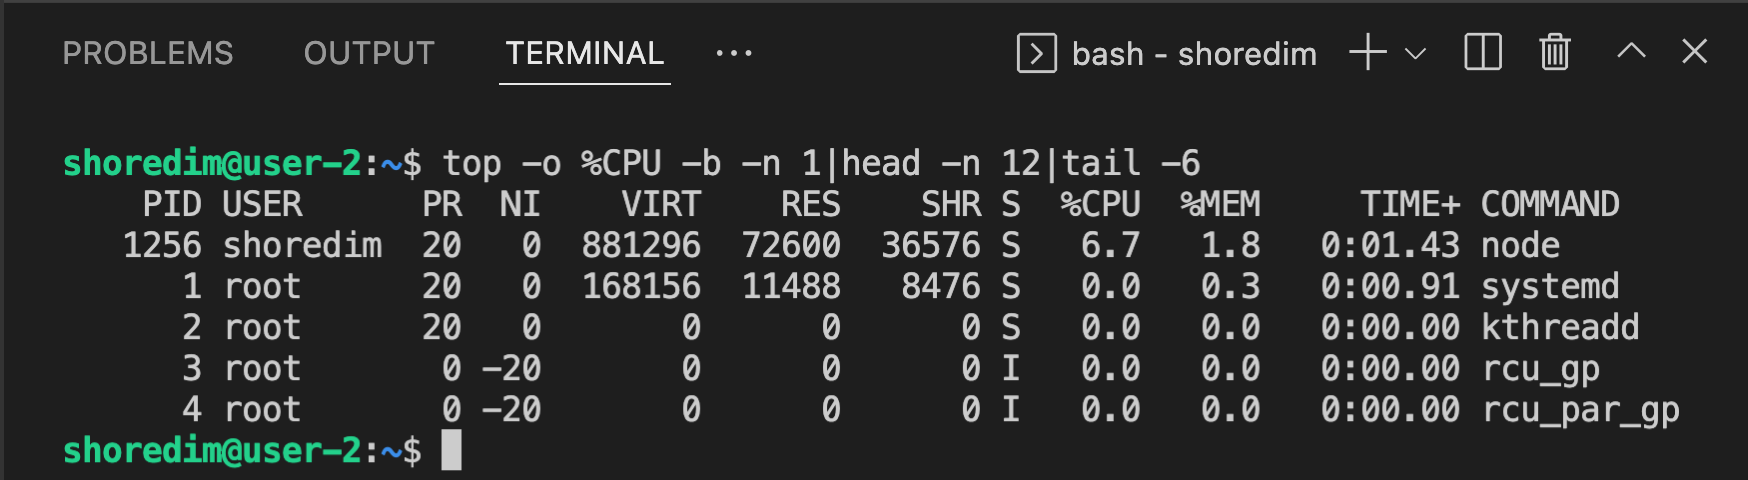 PROBLEMS OUTPUT TERMINAL ··· bash - shoredim
shoredim@user-2:~$ top -o %CPU -b -n 1|head -n 12|tail -6
PID USER PR NI VIRT RES SHR S %CPU %MEM TIME+ COMMAND
1256 shoredim 20 0 881296 72600 36576 S 6.7 1.8 0:01.43 node
1 root 20 0 168156 11488 8476 S 0.0 0.3 0:00.91 systemd
2 root 20 0 0 0 0 S 0.0 0.0 0:00.00 kthreadd
3 root 0 -20 0 0 0 I 0.0 0.0 0:00.00 rcu_gp
4 root 0 -20 0 0 0 I 0.0 0.0 0:00.00 rcu_par_gp
shoredim@user-2:~$